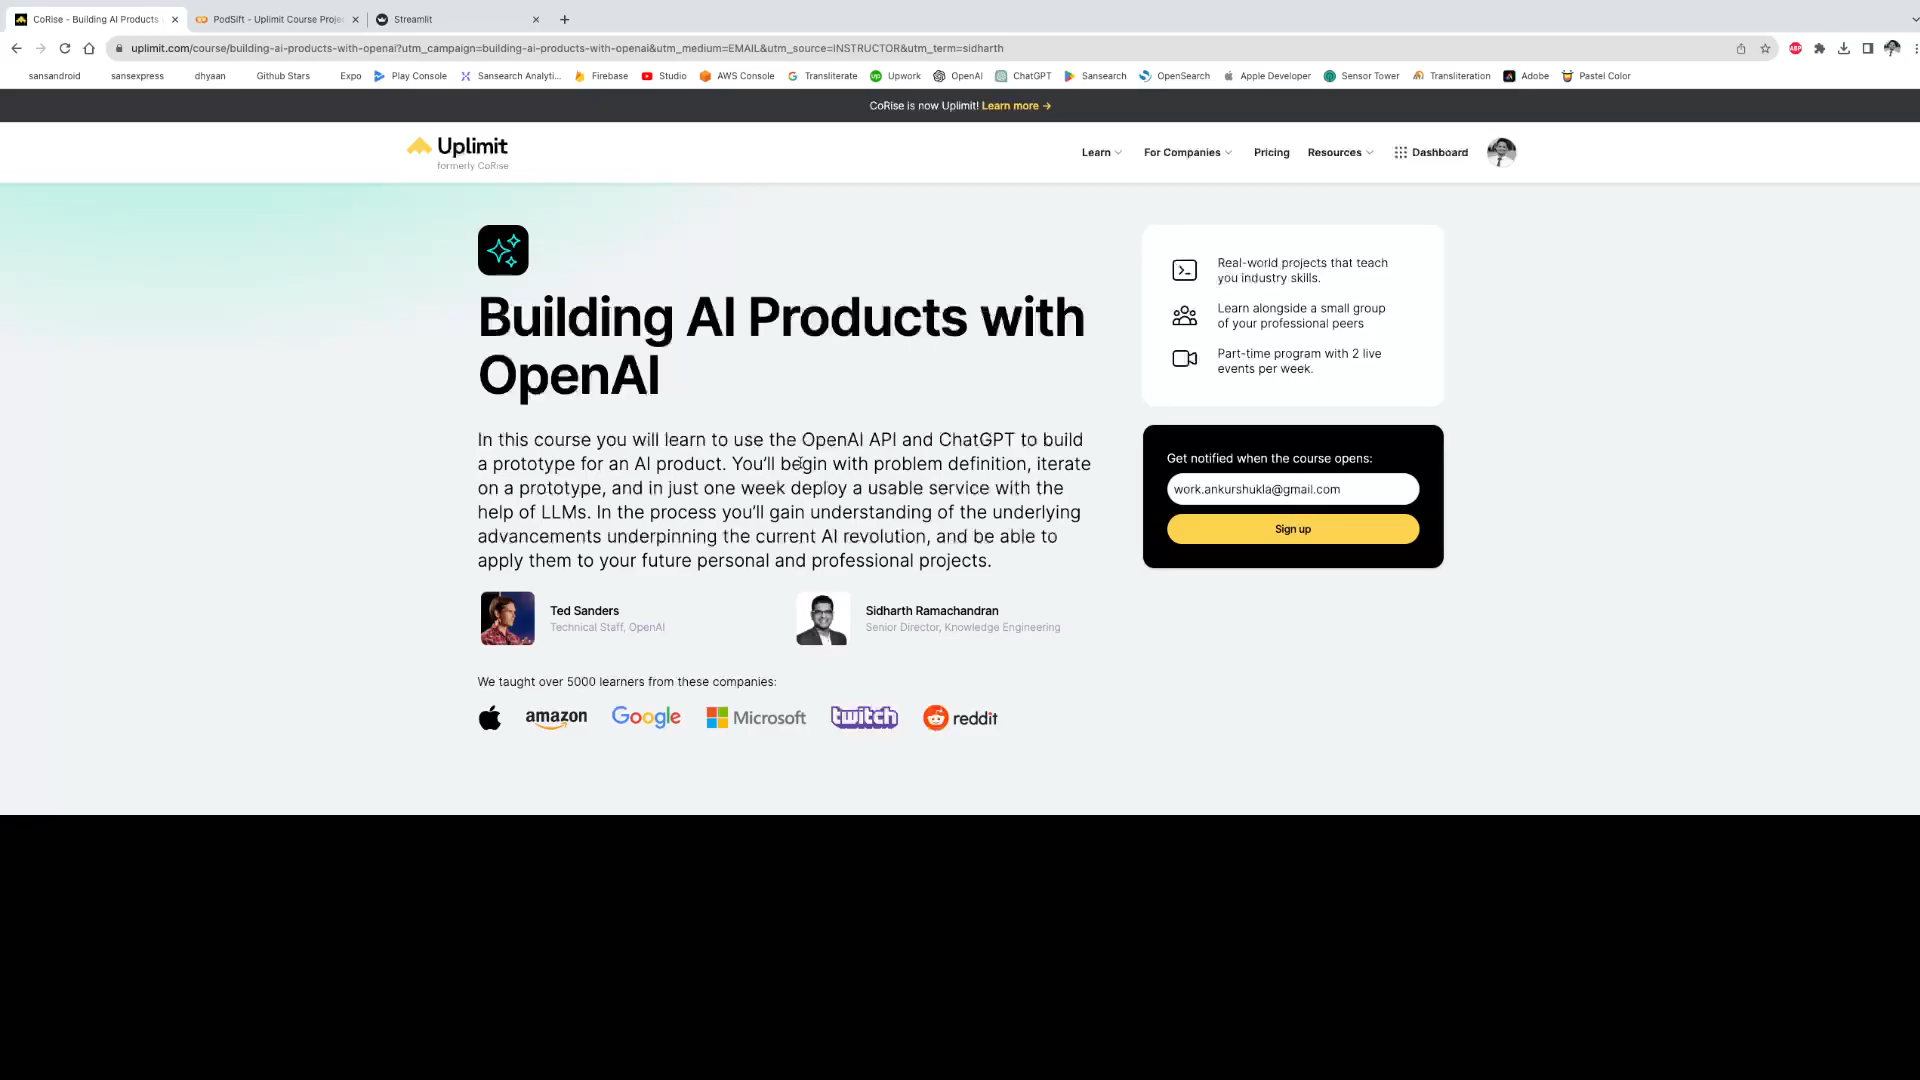 CoRise - Building AI Products
PodSift - Uplimit Course Proje
Streamlit
uplimit.com/course/building-ai-products-with-openai?utm_campaign=building-ai-products-with-openai&utm_medium=EMAIL&utm_source=INSTRUCTOR&utm_term=sidharth
ABP
sansandroid sansexpress dhyaan Github Stars Expo Play Console Sansearch Analyti... Firebase Studio AWS Console Transliterate Upwork OpenAI ChatGPT Sansearch OpenSearch Apple Developer Sensor Tower Transliteration Adobe Pastel Color
CoRise is now Uplimit! Learn more →
Uplimit
formerly CoRise
Learn For Companies Pricing Resources Dashboard
Building AI Products with
OpenAI
In this course you will learn to use the OpenAI API and ChatGPT to build
a prototype for an AI product. You'll begin with problem definition, iterate
on a prototype, and in just one week deploy a usable service with the
help of LLMs. In the process you'll gain understanding of the underlying
advancements underpinning the current AI revolution, and be able to
apply them to your future personal and professional projects.
Ted Sanders
Technical Staff, OpenAI
Sidharth Ramachandran
Senior Director, Knowledge Engineering
We taught over 5000 learners from these companies:
amazon Google Microsoft twitch reddit
Real-world projects that teach
you industry skills.
Learn alongside a small group
of your professional peers
Part-time program with 2 live
events per week.
Get notified when the course opens:
work.ankurshukla@gmail.com
Sign up